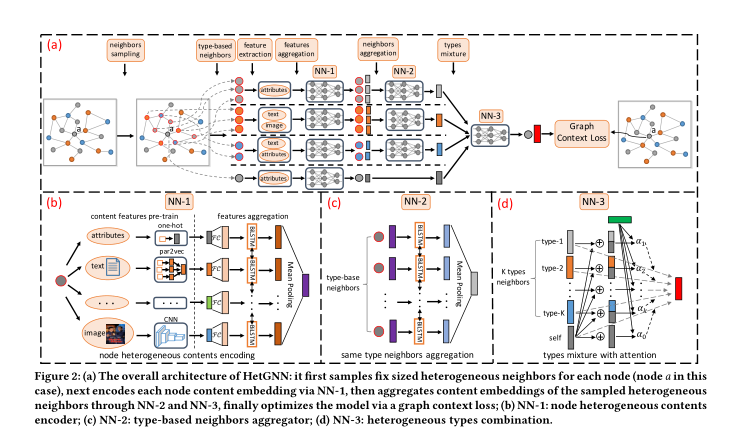 (a)
neighbors
sampling
type-based
neighbors
feature
extraction
features
aggregation
neighbors
aggregation
types
mixture
NN-1
NN-2
NN-3
a
a
attributes
text
image
text
attributes
attributes
Graph
Context Loss
a
(b)
NN-1
content features pre-train
features aggregation
attributes
one-hot
text
par2vec
. . .
. . .
image
CNN
FC
FC
FC
FC
BLSTM
BLSTM
Mean Pooling
node heterogeneous contents encoding
(c)
NN-2
type-base
neighbors
BLSTM
BLSTM
Mean Pooling
same type neighbors aggregation
(d)
NN-3
K types
neighbors
type-1
type-2
type-k
self
α1
α2
αk
α0
types mixture with attention
Figure 2: (a) The overall architecture of HetGNN: it first samples fix sized heterogeneous neighbors for each node (node a in this
case), next encodes each node content embedding via NN-1, then aggregates content embeddings of the sampled heterogeneous
neighbors through NN-2 and NN-3, finally optimizes the model via a graph context loss; (b) NN-1: node heterogeneous contents
encoder; (c) NN-2: type-based neighbors aggregator; (d) NN-3: heterogeneous types combination.